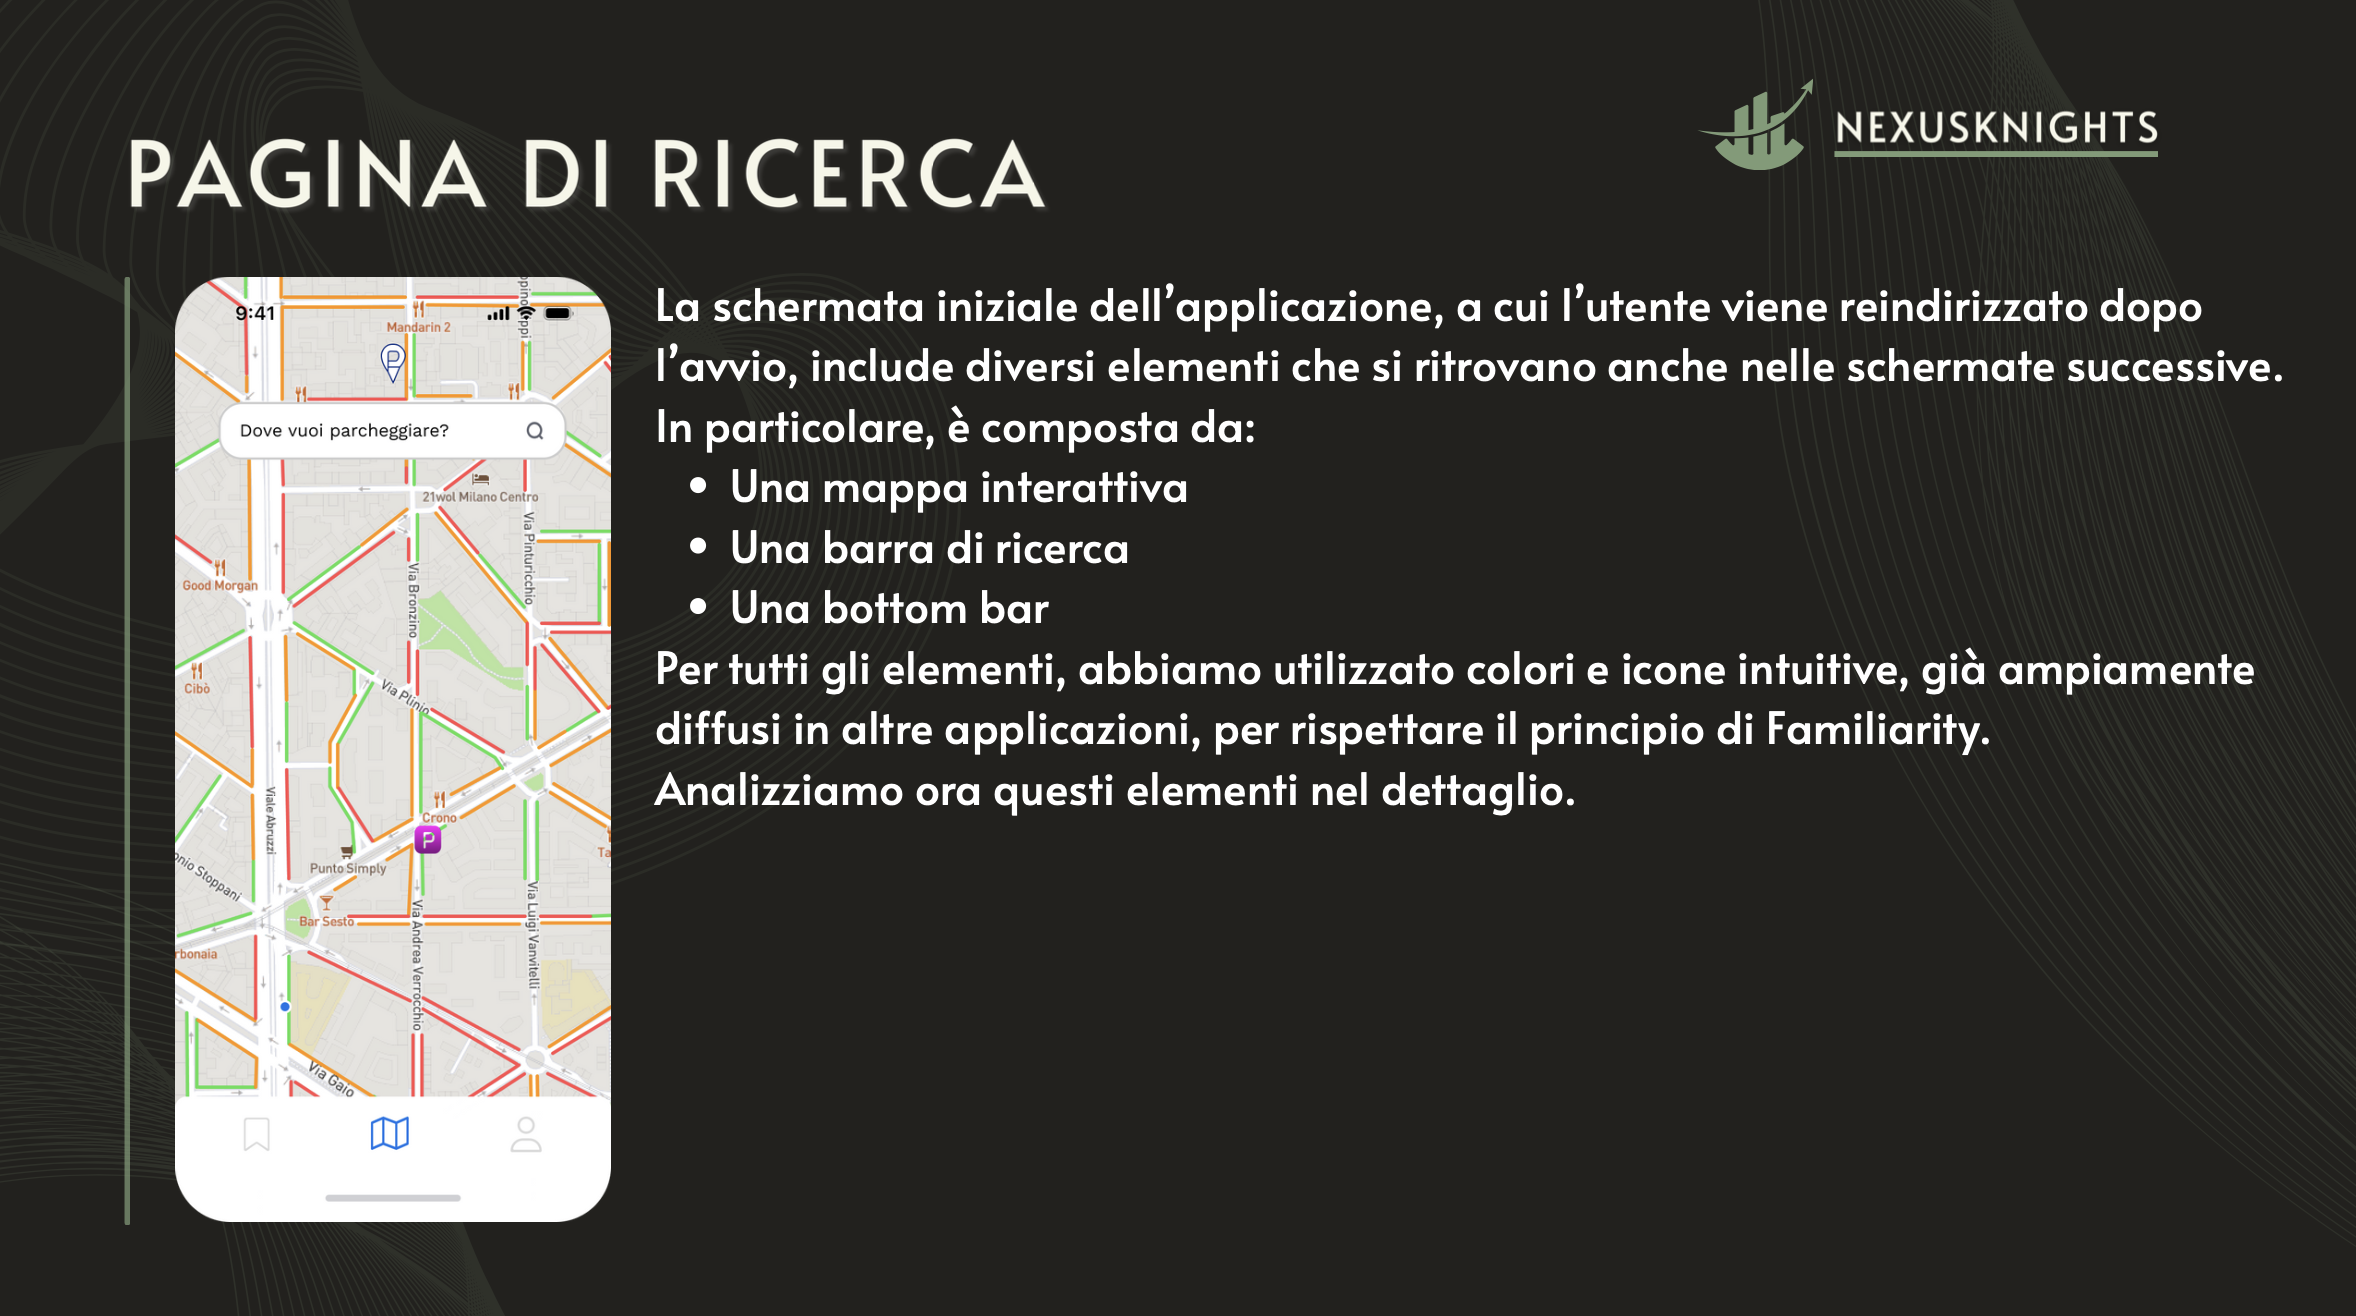 PAGINA DI RICERCA
NEXUSKNIGHTS
La schermata iniziale dell’applicazione, a cui l’utente viene reindirizzato dopo
l’avvio, include diversi elementi che si ritrovano anche nelle schermate successive.
In particolare, è composta da:
• Una mappa interattiva
• Una barra di ricerca
• Una bottom bar
Per tutti gli elementi, abbiamo utilizzato colori e icone intuitive, già ampiamente
diffusi in altre applicazioni, per rispettare il principio di Familiarity.
Analizziamo ora questi elementi nel dettaglio.
9:41
Mandarin 2
P
Dove vuoi parcheggiare?
21wol Milano Centro
Via Pinturicchio
Good Morgan
Via Bronzino
Cibò
Via Plinio
Viale Abruzzi
Crono
P
Punto Simply
onio Stoppani
Bar Sesto
Via Andrea Verrocchio
Via Luigi Vanvitelli
rbonaia
Via Gaio